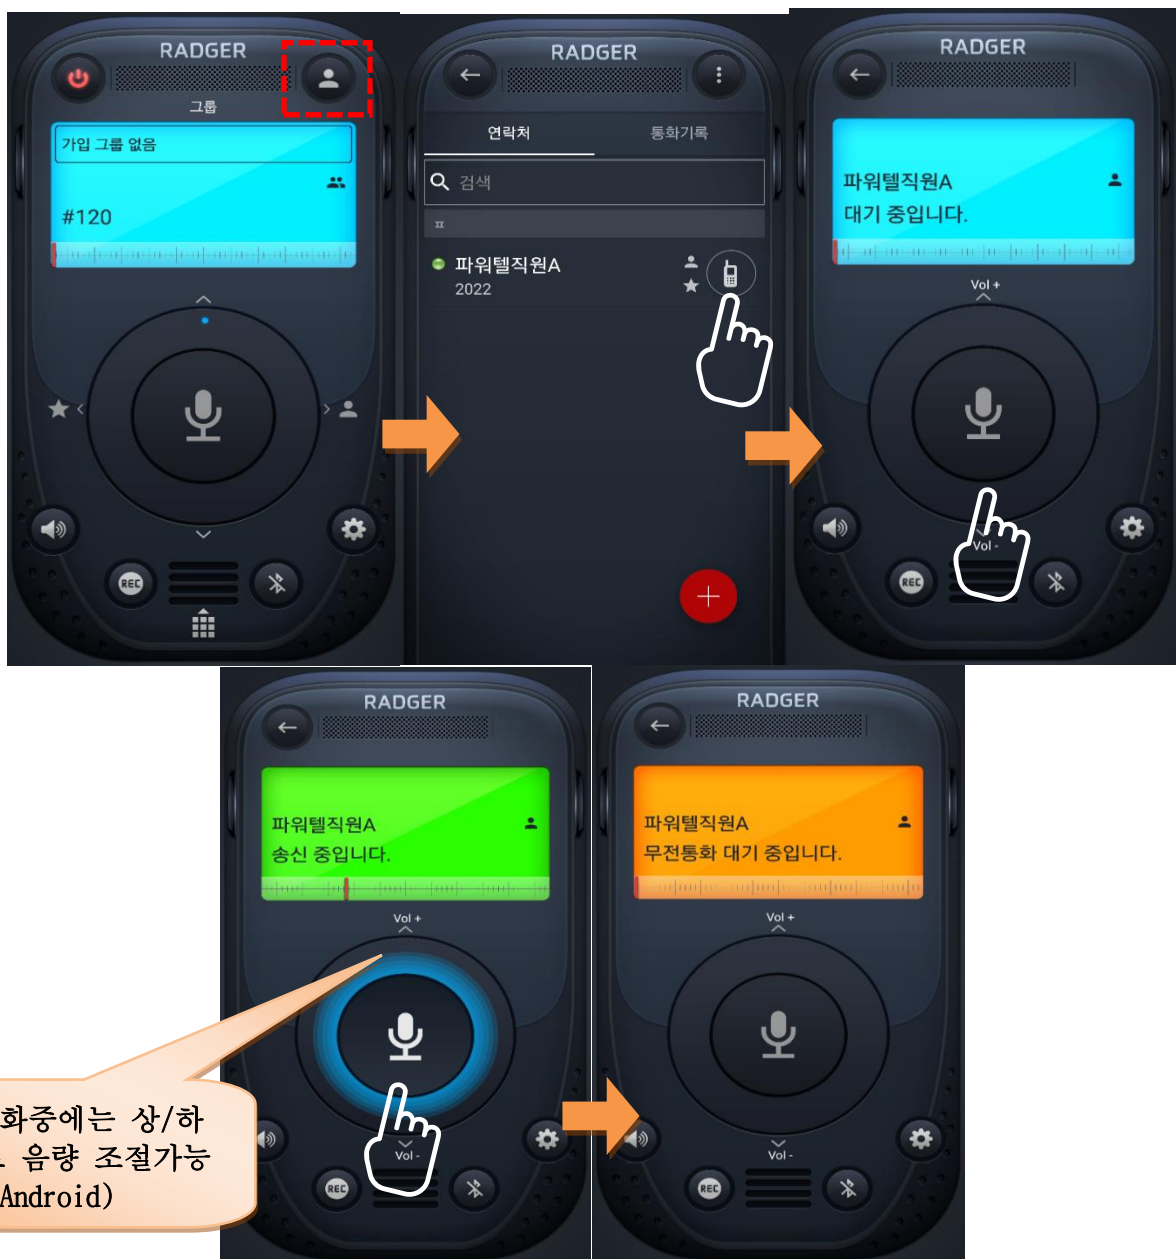 RADGER
그룹
가입 그룹 없음
#120
REC
RADGER
연락처
통화기록
검색
ㅍ
파워텔직원A
2022
RADGER
파워텔직원A
대기 중입니다.
Vol +
Vol -
REC
RADGER
파워텔직원A
송신 중입니다.
Vol +
Vol -
REC
RADGER
파워텔직원A
무전통화 대기 중입니다.
Vol +
Vol -
REC
화중에는 상/하
음량 조절가능
Android)